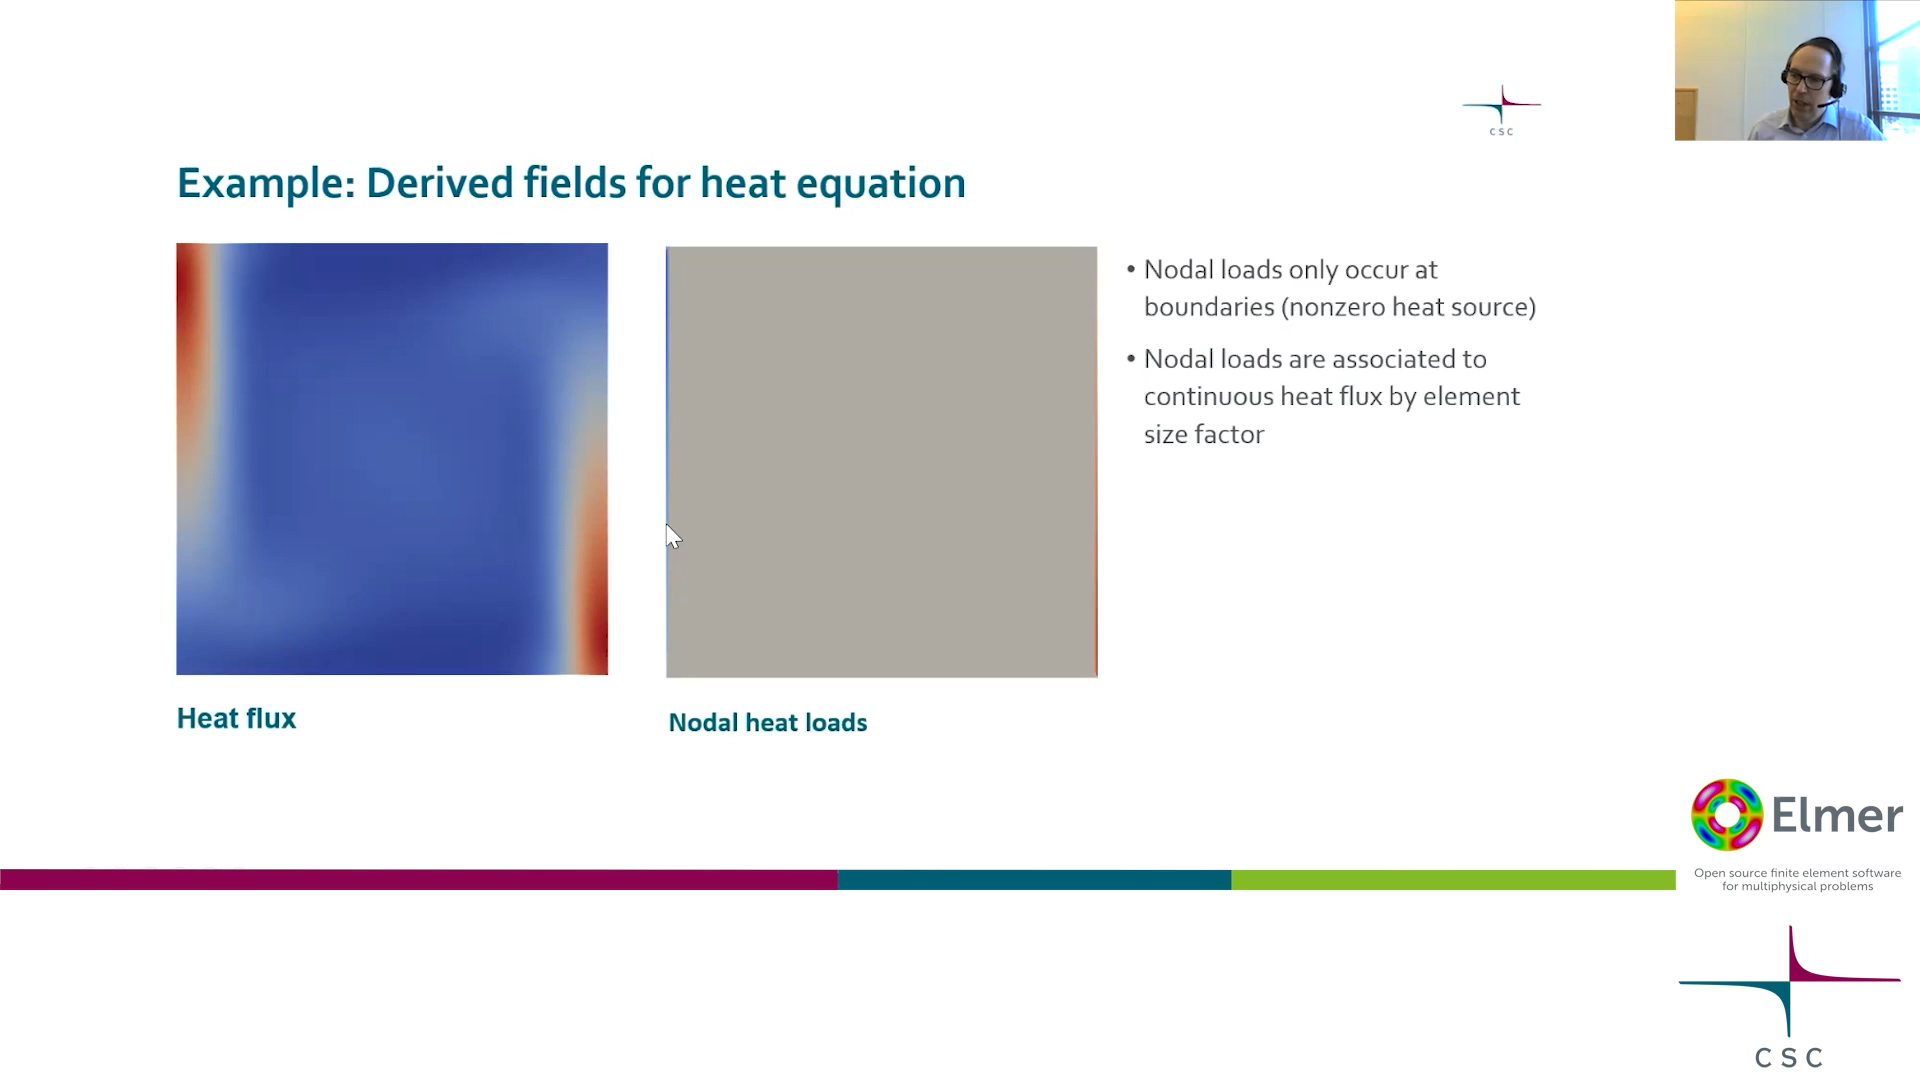 CSC
Example: Derived fields for heat equation
• Nodal loads only occur at
boundaries (nonzero heat source)
• Nodal loads are associated to
continuous heat flux by element
size factor
Heat flux
Nodal heat loads
Elmer
Open source finite element software
for multiphysical problems
CSC